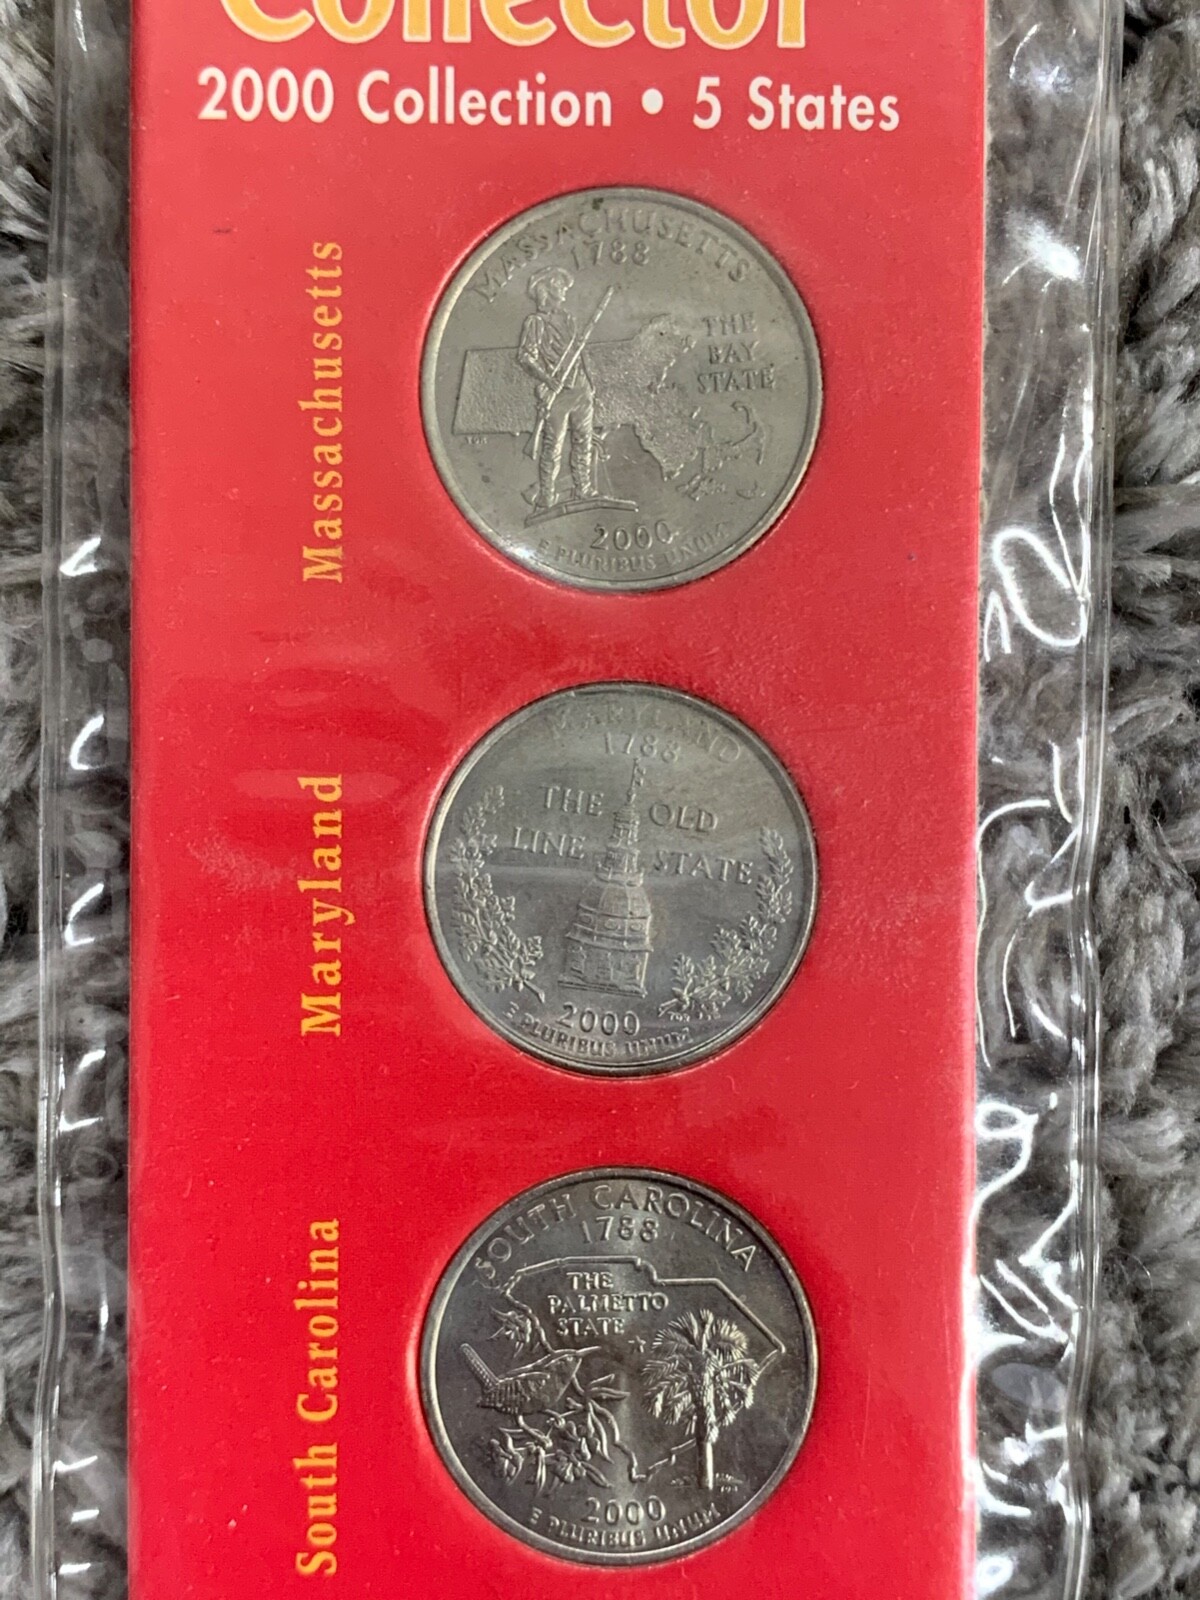 Collector
2000 Collection • 5 States
Massachusetts
MASSACHUSETTS
1788
THE
BAY
STATE
2000
E PLURIBUS UNUM
Maryland
MARYLAND
1788
THE OLD
LINE STATE
2000
E PLURIBUS UNUM
South Carolina
SOUTH CAROLINA
1788
THE
PALMETTO
STATE
2000
E PLURIBUS UNUM